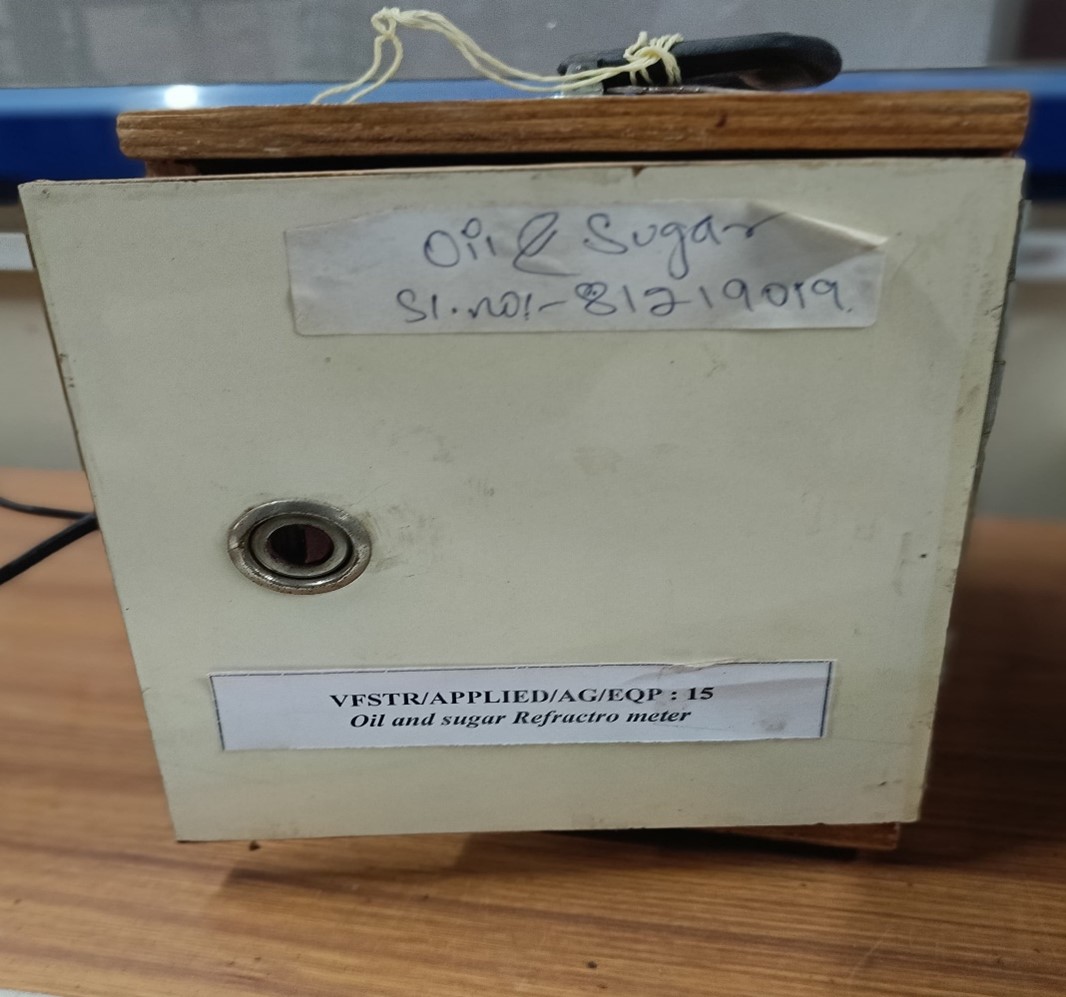 Oil & Sugar
Sl.no:-81219019.
VFSTR/APPLIED/AG/EQP : 15
Oil and sugar Refractro meter